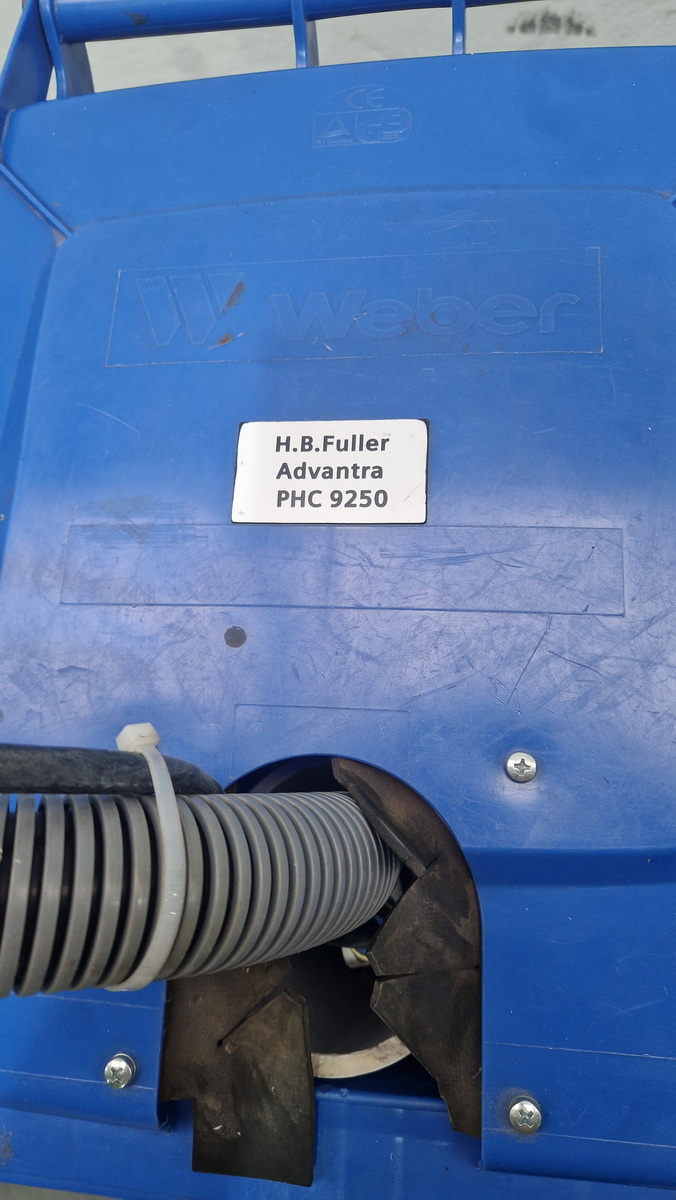 CE
Weber
H.B.Fuller
Advantra
PHC 9250